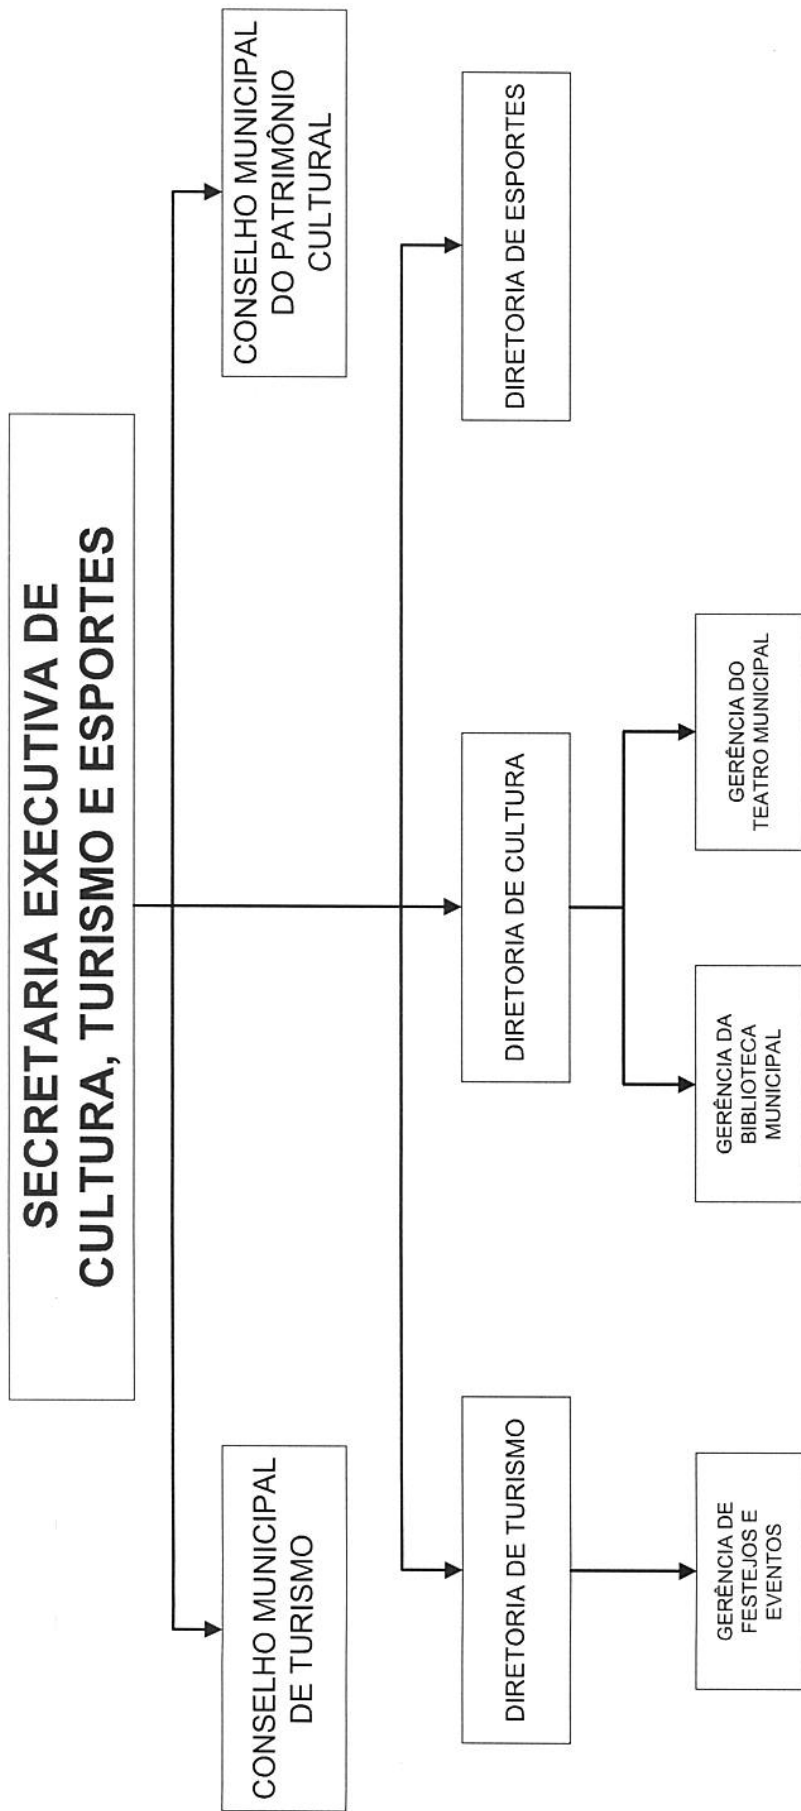 SECRETARIA EXECUTIVA DE
CULTURA, TURISMO E ESPORTES
CONSELHO MUNICIPAL
DE TURISMO
CONSELHO MUNICIPAL
DO PATRIMÔNIO
CULTURAL
DIRETORIA DE TURISMO
DIRETORIA DE CULTURA
DIRETORIA DE ESPORTES
GERÊNCIA DE
FESTEJOS E
EVENTOS
GERÊNCIA DA
BIBLIOTECA
MUNICIPAL
GERÊNCIA DO
TEATRO MUNICIPAL